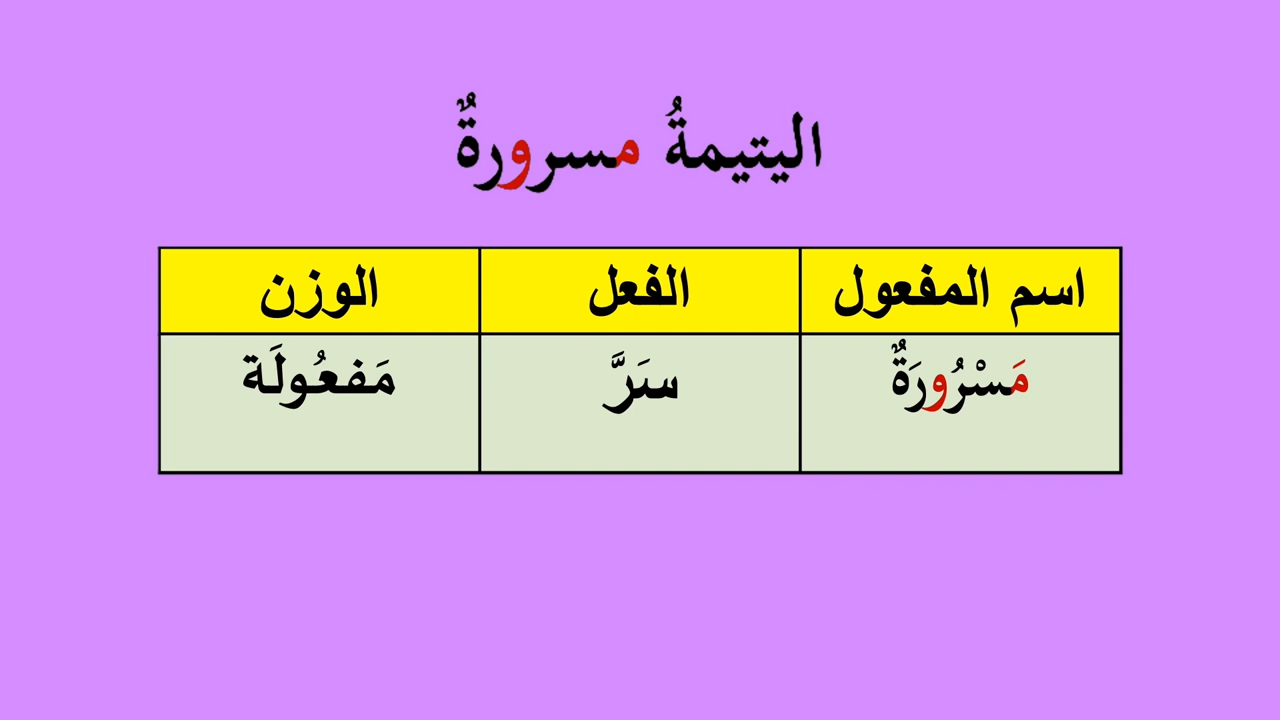 اليتيمةُ مسرورةٌ
اسم المفعول الفعل الوزن
مَسْرُورَةٌ سَرَّ مَفعُولَة